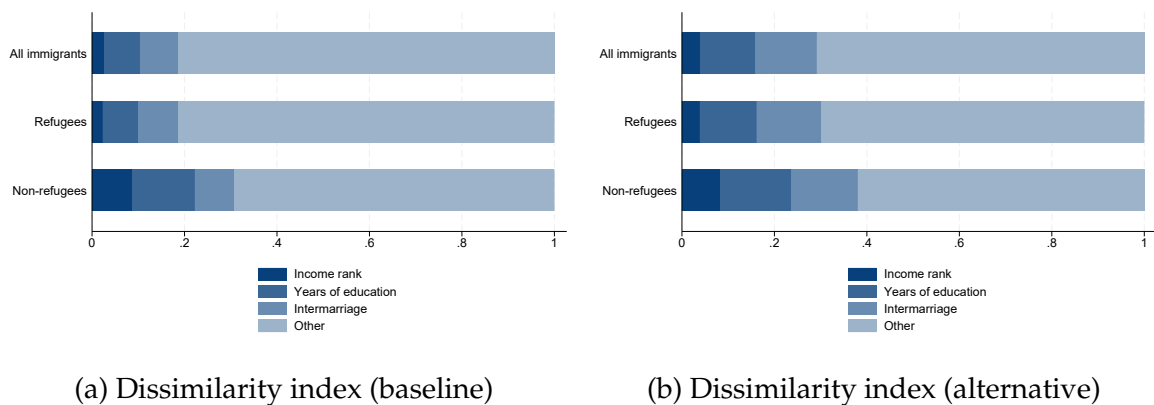 All immigrants
Refugees
Non-refugees
0 .2 .4 .6 .8 1
Income rank
Years of education
Intermarriage
Other
(a) Dissimilarity index (baseline)
All immigrants
Refugees
Non-refugees
0 .2 .4 .6 .8 1
Income rank
Years of education
Intermarriage
Other
(b) Dissimilarity index (alternative)